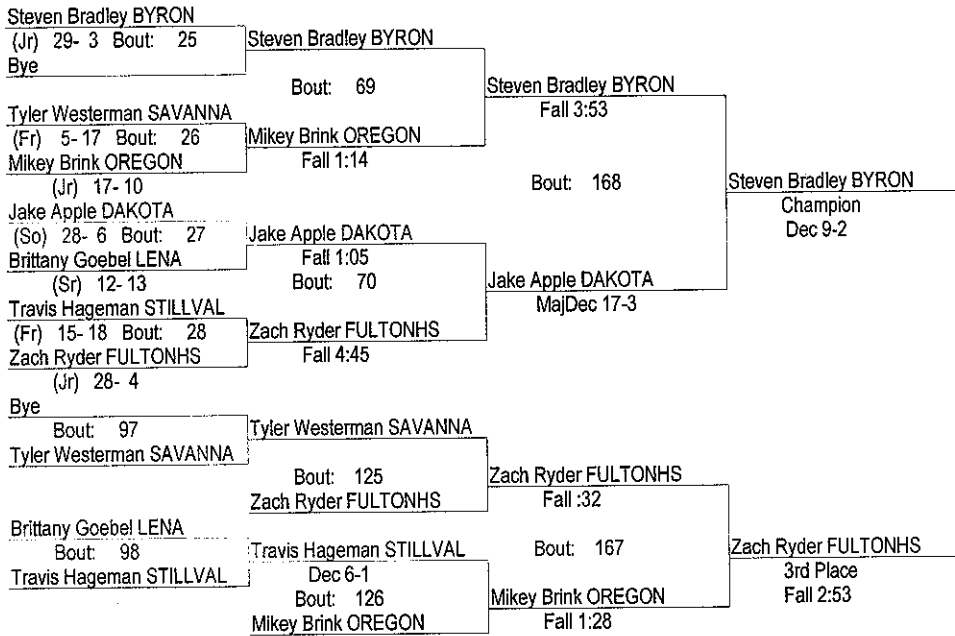 Steven Bradley BYRON
(Jr) 29- 3 Bout: 25
Bye
Steven Bradley BYRON
Bout: 69
Tyler Westerman SAVANNA
(Fr) 5- 17 Bout: 26
Mikey Brink OREGON
(Jr) 17- 10
Mikey Brink OREGON
Fall 1:14
Steven Bradley BYRON
Fall 3:53
Bout: 168
Jake Apple DAKOTA
(So) 28- 6 Bout: 27
Brittany Goebel LENA
(Sr) 12- 13
Jake Apple DAKOTA
Fall 1:05
Bout: 70
Travis Hageman STILLVAL
(Fr) 15- 18 Bout: 28
Zach Ryder FULTONHS
(Jr) 28- 4
Zach Ryder FULTONHS
Fall 4:45
Jake Apple DAKOTA
MajDec 17-3
Steven Bradley BYRON
Champion
Dec 9-2
Bye
Bout: 97
Tyler Westerman SAVANNA
Tyler Westerman SAVANNA
Bout: 125
Zach Ryder FULTONHS
Zach Ryder FULTONHS
Fall :32
Bout: 167
Brittany Goebel LENA
Bout: 98
Travis Hageman STILLVAL
Travis Hageman STILLVAL
Dec 6-1
Bout: 126
Mikey Brink OREGON
Mikey Brink OREGON
Fall 1:28
Zach Ryder FULTONHS
3rd Place
Fall 2:53